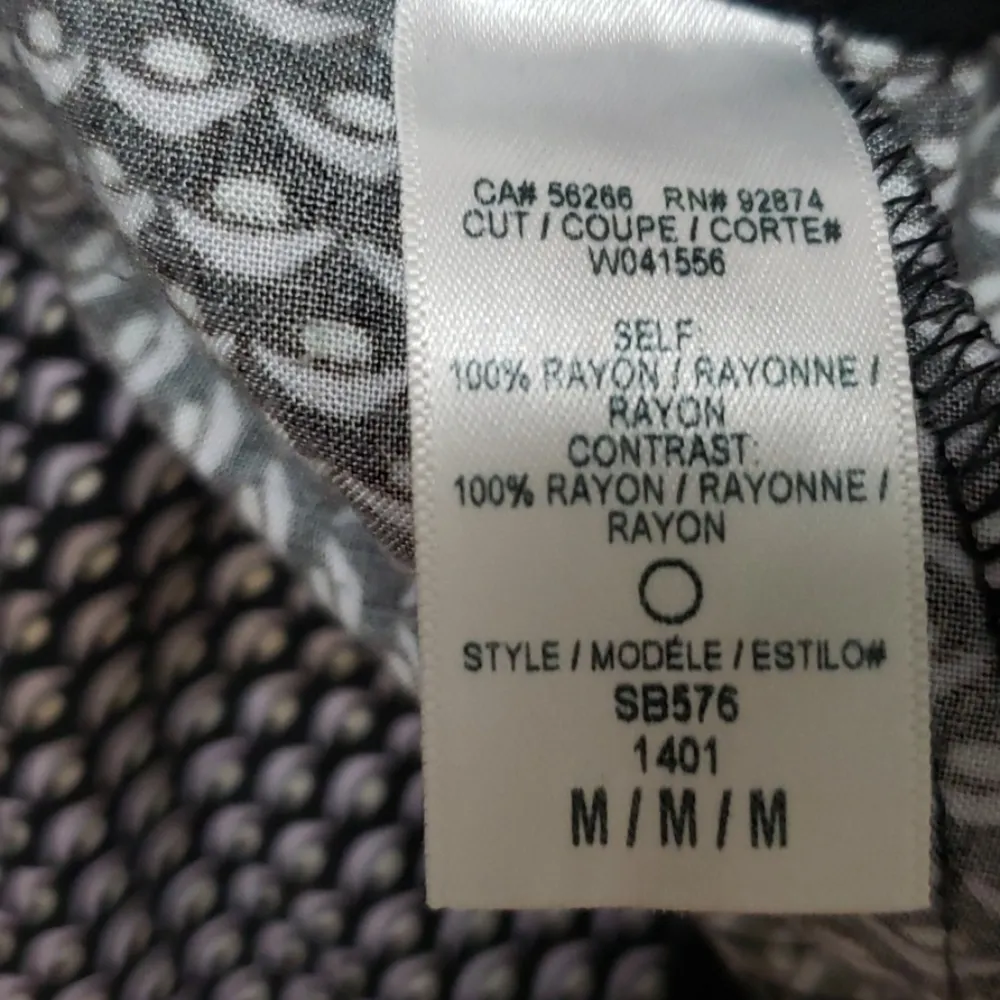 CA# 56266 RN# 92874
CUT / COUPE / CORTE#
W041556
SELF:
100% RAYON / RAYONNE /
RAYON
CONTRAST:
100% RAYON / RAYONNE /
RAYON
STYLE / MODÉLE / ESTILO#
SB576
1401
M / M / M